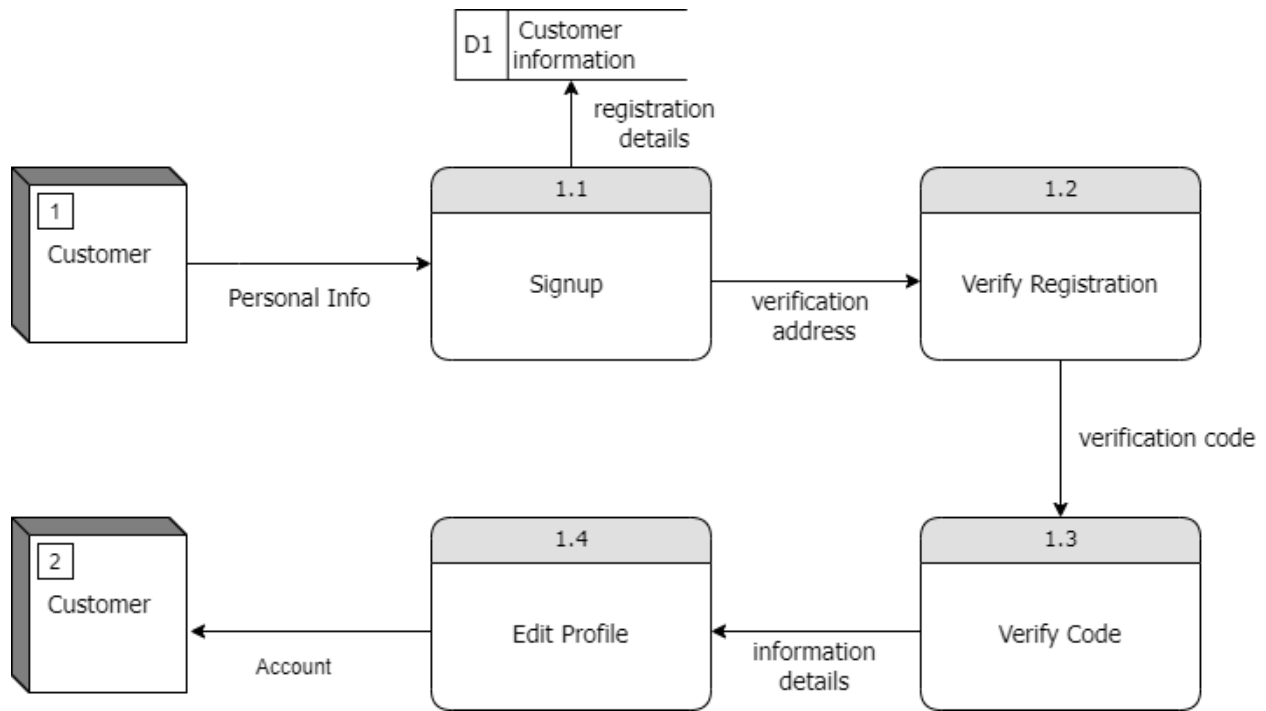 D1
Customer
information
registration
details
1
Customer
Personal Info
1.1
Signup
verification
address
1.2
Verify Registration
verification code
2
Customer
Account
1.4
Edit Profile
information
details
1.3
Verify Code